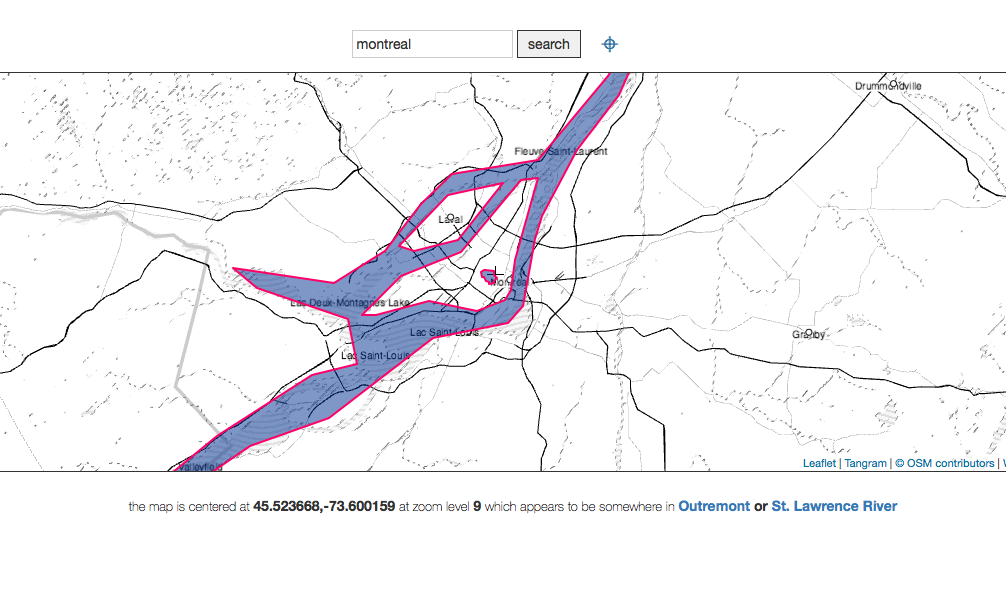 montreal search
Drummondville
Fleuve Saint-Laurent
Laval
Montréal
Lac Deux-Montagnes Lake
Lac Saint-Louis
Granby
Lac Saint-Louis
Valleyfield
Leaflet | Tangram | © OSM contributors |
the map is centered at 45.523668,-73.600159 at zoom level 9 which appears to be somewhere in Outremont or St. Lawrence River